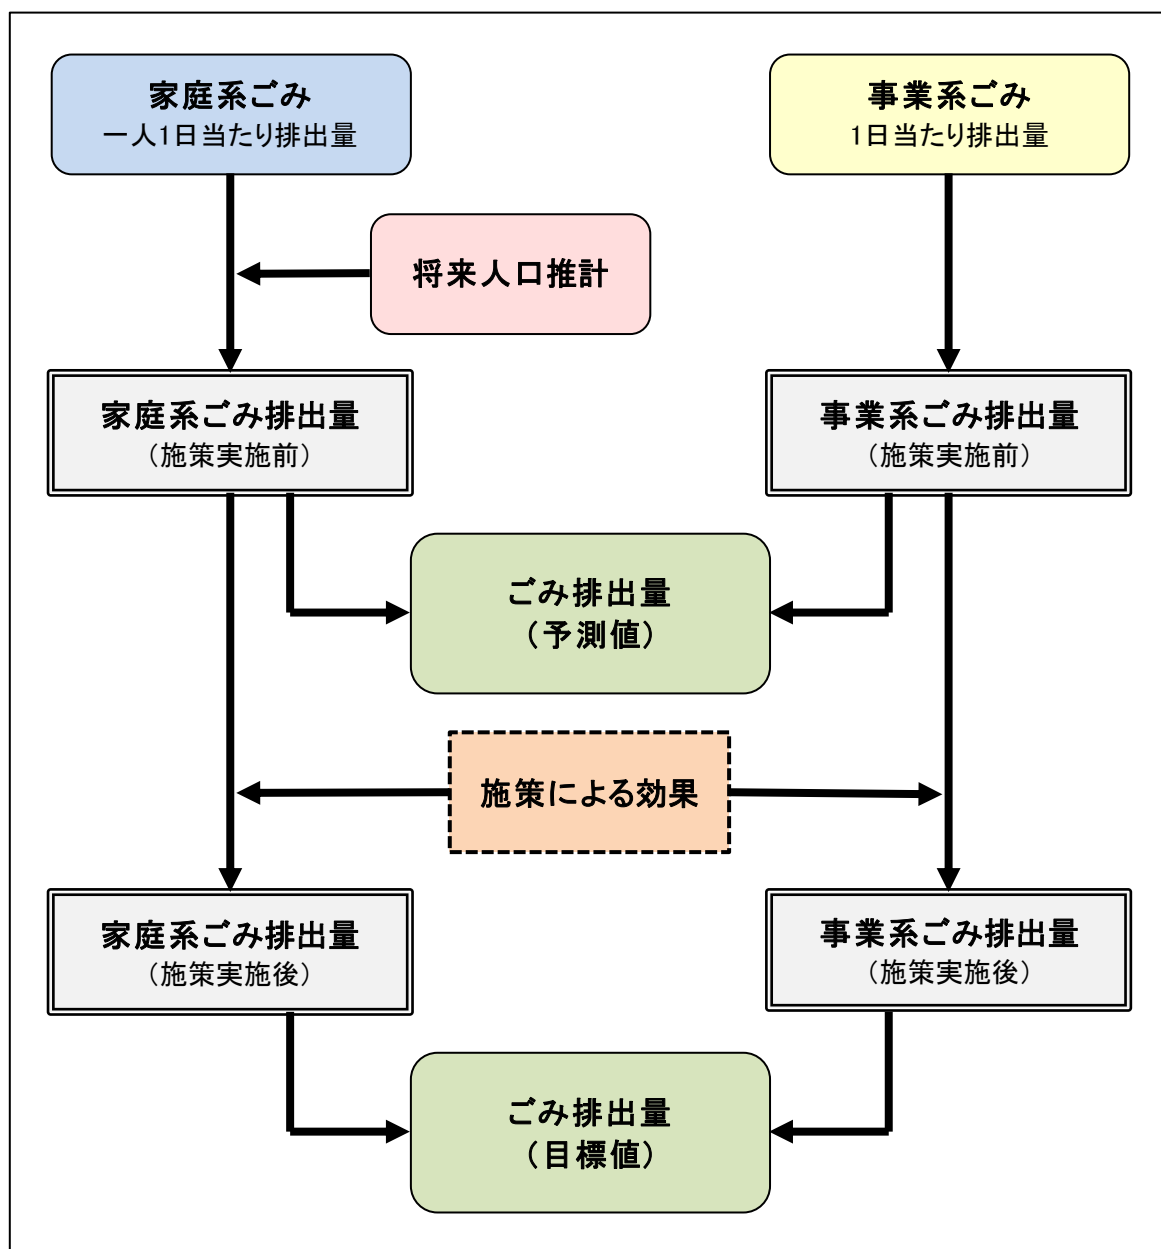 家庭系ごみ
一人1日当たり排出量
事業系ごみ
1日当たり排出量
将来人口推計
家庭系ごみ排出量
（施策実施前）
事業系ごみ排出量
（施策実施前）
ごみ排出量
（予測値）
施策による効果
家庭系ごみ排出量
（施策実施後）
事業系ごみ排出量
（施策実施後）
ごみ排出量
（目標値）